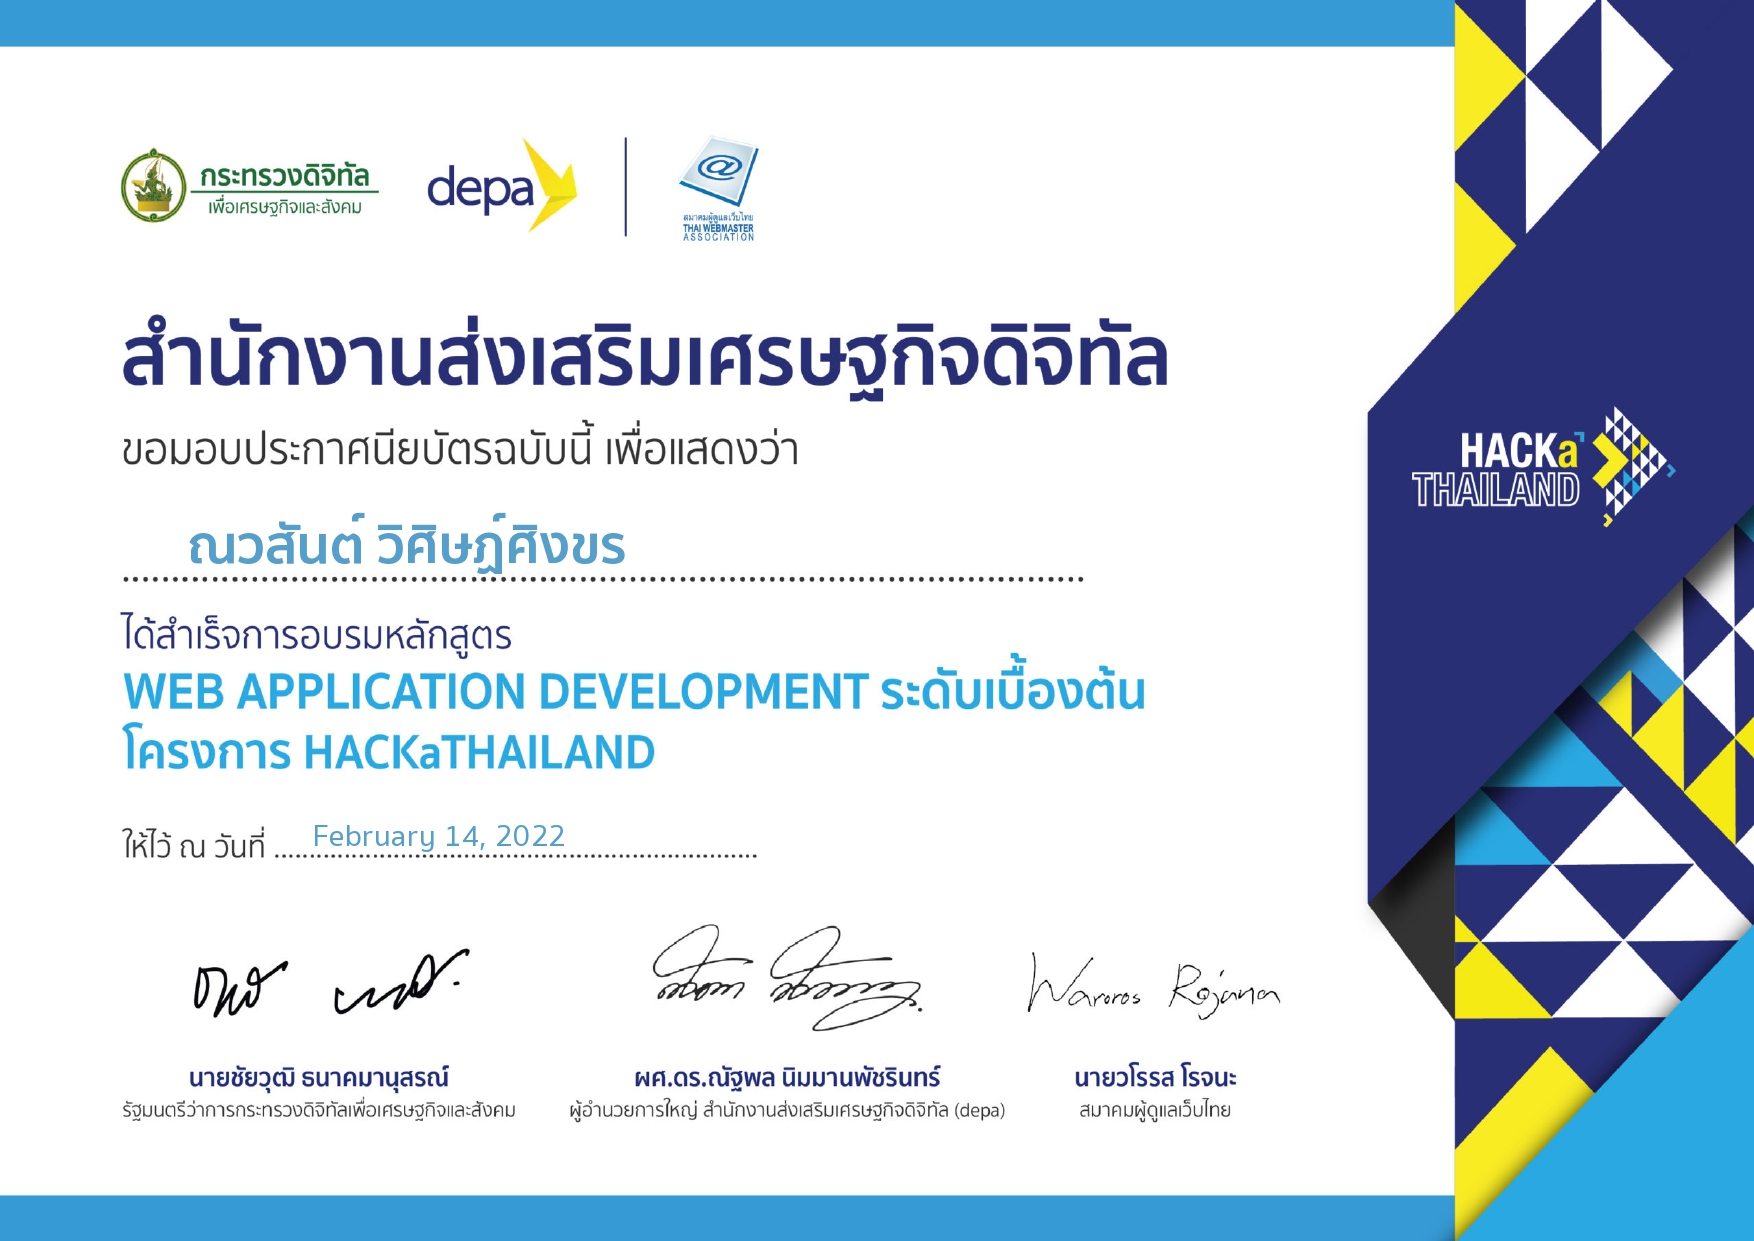 กระทรวงดิจิทัล
เพื่อเศรษฐกิจและสังคม
depa
@
สมาคมผู้ดูแลเว็บไทย
THAI WEBMASTER
ASSOCIATION
สำนักงานส่งเสริมเศรษฐกิจดิจิทัล
ขอมอบประกาศนียบัตรฉบับนี้ เพื่อแสดงว่า
ณวสันต์ วิศิษฏ์ศิงขร
ได้สำเร็จการอบรมหลักสูตร
WEB APPLICATION DEVELOPMENT ระดับเบื้องต้น
โครงการ HACKaTHAILAND
ให้ไว้ ณ วันที่ February 14, 2022
HACKa
THAILAND
Waroros Rojana
นายชัยวุฒิ ธนาคมานุสรณ์
รัฐมนตรีว่าการกระทรวงดิจิทัลเพื่อเศรษฐกิจและสังคม
ผศ.ดร.ณัฐพล นิมมานพัชรินทร์
ผู้อำนวยการใหญ่ สำนักงานส่งเสริมเศรษฐกิจดิจิทัล (depa)
นายวโรรส โรจนะ
สมาคมผู้ดูแลเว็บไทย